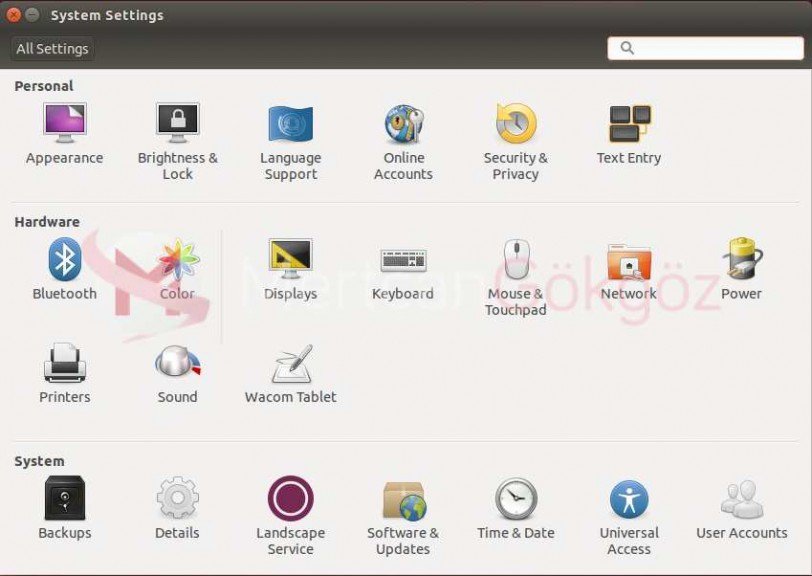 System Settings
All Settings
Personal
Appearance
Brightness &
Lock
Language
Support
Online
Accounts
Security &
Privacy
Text Entry
Hardware
Bluetooth
Color
Displays
Keyboard
Mouse &
Touchpad
Network
Power
Printers
Sound
Wacom Tablet
System
Backups
Details
Landscape
Service
Software &
Updates
Time & Date
Universal
Access
User Accounts
Gökgöz